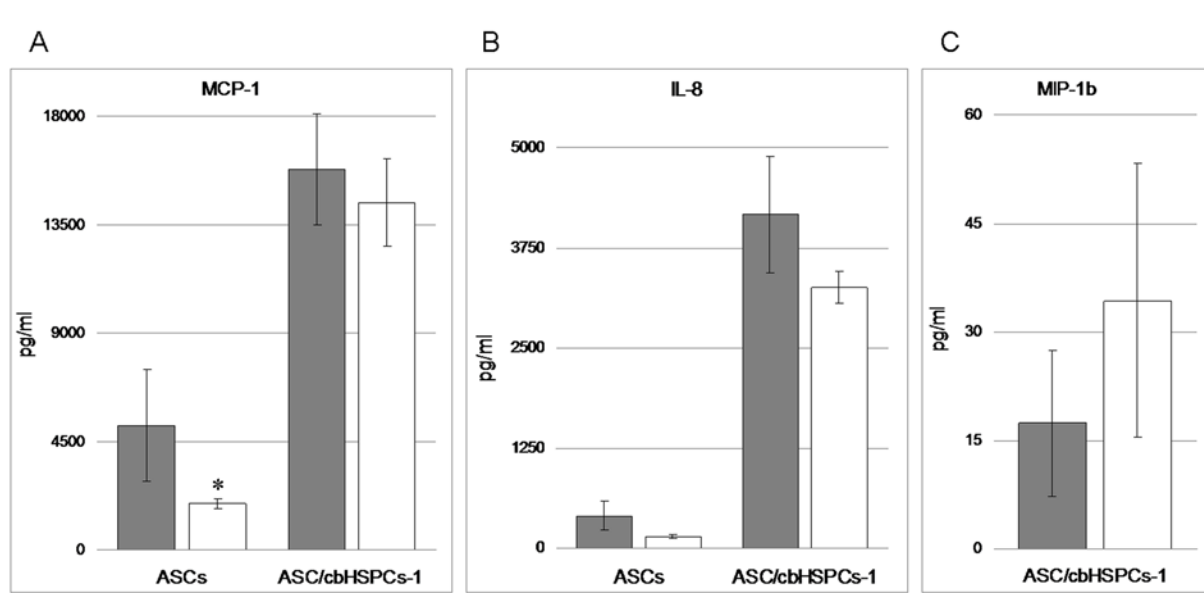 A
MCP-1
18000
13500
9000
4500
0
pg/ml
*
ASCs ASC/cbHSPCs-1
B
IL-8
5000
3750
2500
1250
0
pg/ml
ASCs ASC/cbHSPCs-1
C
MIP-1b
60
45
30
15
0
pg/ml
ASC/cbHSPCs-1